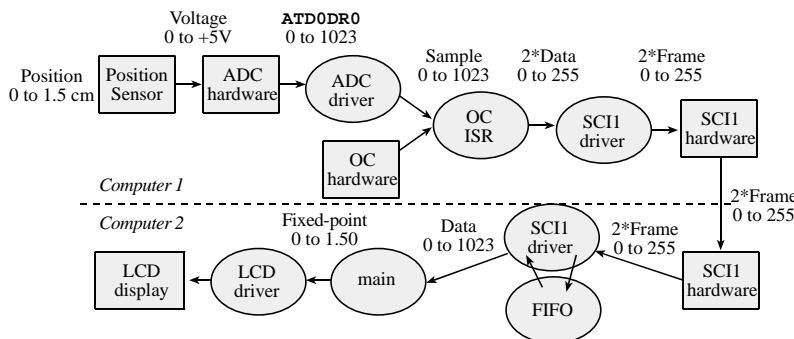 Voltage
0 to +5V
ATD0DR0
0 to 1023
Sample
0 to 1023
2*Data
0 to 255
2*Frame
0 to 255
Position
0 to 1.5 cm
Position
Sensor
ADC
hardware
ADC
driver
OC
ISR
SCI1
driver
SCI1
hardware
OC
hardware
Computer 1
2*Frame
0 to 255
Computer 2
Fixed-point
0 to 1.50
Data
0 to 1023
SCI1
driver
2*Frame
0 to 255
LCD
display
LCD
driver
main
FIFO
SCI1
hardware